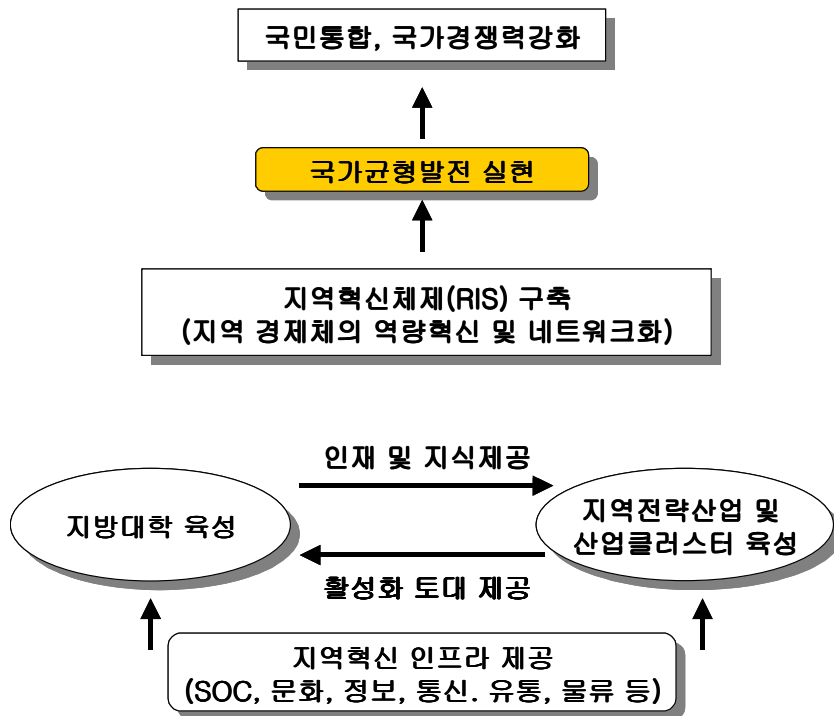 국민통합, 국가경쟁력강화
국가균형발전 실현
지역혁신체제(RIS) 구축
(지역 경제체의 역량혁신 및 네트워크화)
인재 및 지식제공
지방대학 육성
지역전략산업 및
산업클러스터 육성
활성화 토대 제공
지역혁신 인프라 제공
(SOC, 문화, 정보, 통신. 유통, 물류 등)